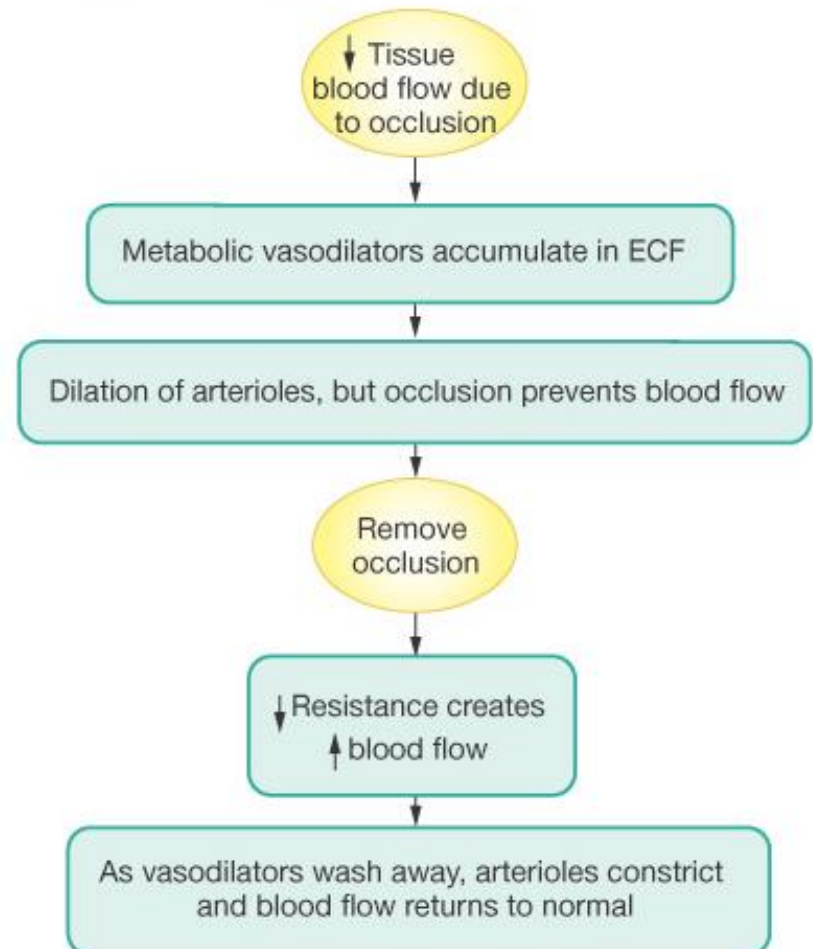 ↓ Tissue
blood flow due
to occlusion
Metabolic vasodilators accumulate in ECF
Dilation of arterioles, but occlusion prevents blood flow
Remove
occlusion
↓ Resistance creates
↑ blood flow
As vasodilators wash away, arterioles constrict
and blood flow returns to normal